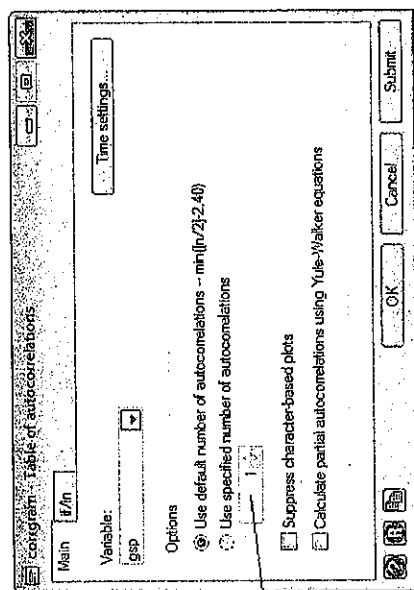 corrgram - Table of autocorrelations
Main if/in
Variable:
gsp
Time settings...
Options
Use default number of autocorrelations -- min([n/2]-2,40)
Use specified number of autocorrelations
1
Suppress character-based plots
Calculate partial autocorrelations using Yule-Walker equations
OK Cancel Submit